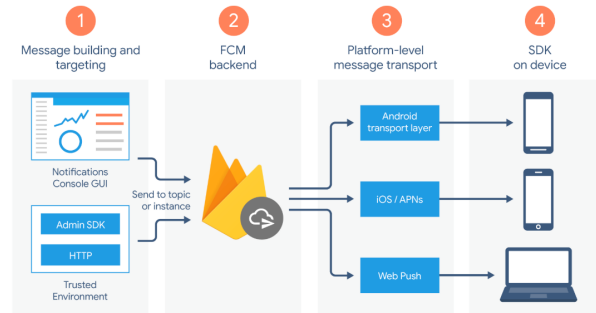 1
Message building and
targeting
2
FCM
backend
3
Platform-level
message transport
4
SDK
on device
Notifications
Console GUI
Send to topic
or instance
Admin SDK
HTTP
Trusted
Environment
Android
transport layer
iOS / APNs
Web Push